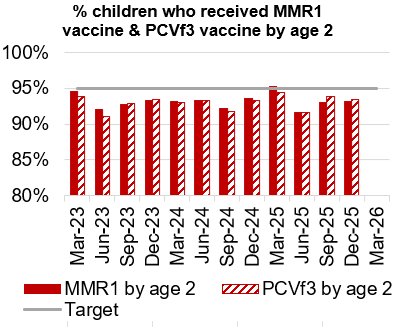 % children who received MMR1
vaccine & PCVf3 vaccine by age 2
100%
95%
90%
85%
80%
Mar-23
Jun-23
Sep-23
Dec-23
Mar-24
Jun-24
Sep-24
Dec-24
Mar-25
Jun-25
Sep-25
Dec-25
Mar-26
MMR1 by age 2
PCVf3 by age 2
Target